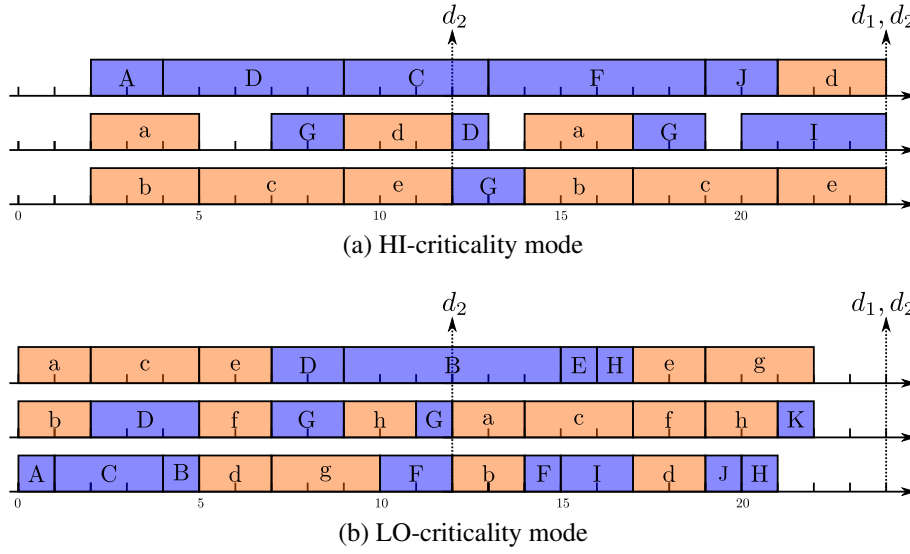 d₂ d₁, d₂
A D C F J d
a G d D a G I
b c e G b c e
0 5 10 15 20
(a) HI-criticality mode
d₂ d₁, d₂
a c e D B E H e g
b D f G h G a c f h K
A C B d g F b F I d J H
0 5 10 15 20
(b) LO-criticality mode